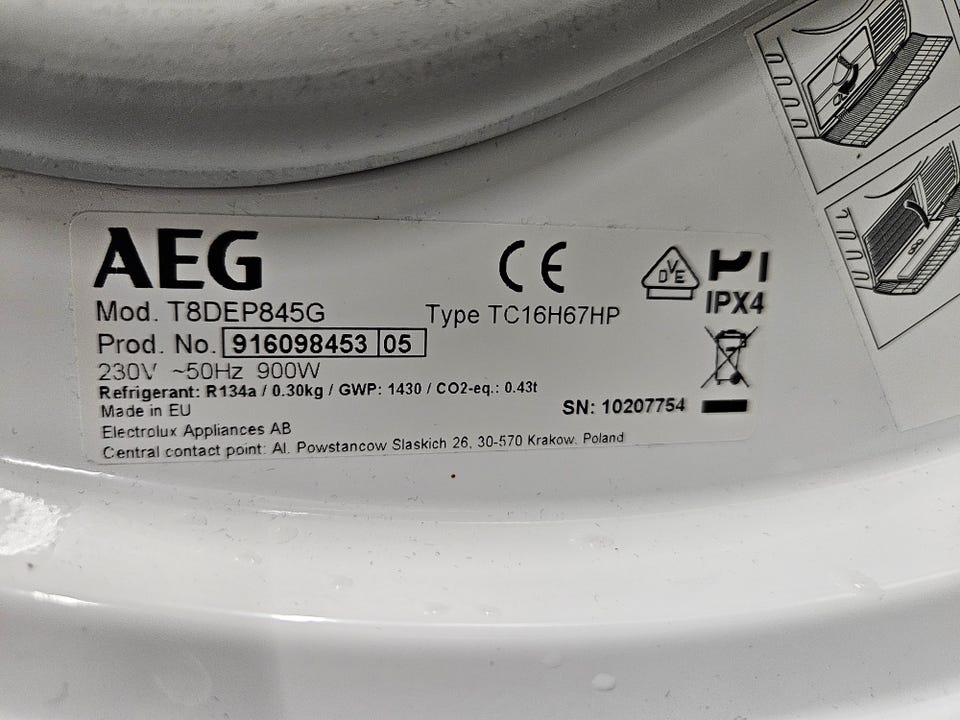 AEG
CE
VDE
IPX4
Mod. T8DEP845G
Type TC16H67HP
Prod. No. 916098453 05
230V ~50Hz 900W
Refrigerant: R134a / 0.30kg / GWP: 1430 / CO2-eq.: 0.43t
Made in EU
SN: 10207754
Electrolux Appliances AB
Central contact point: Al. Powstancow Slaskich 26, 30-570 Krakow. Poland